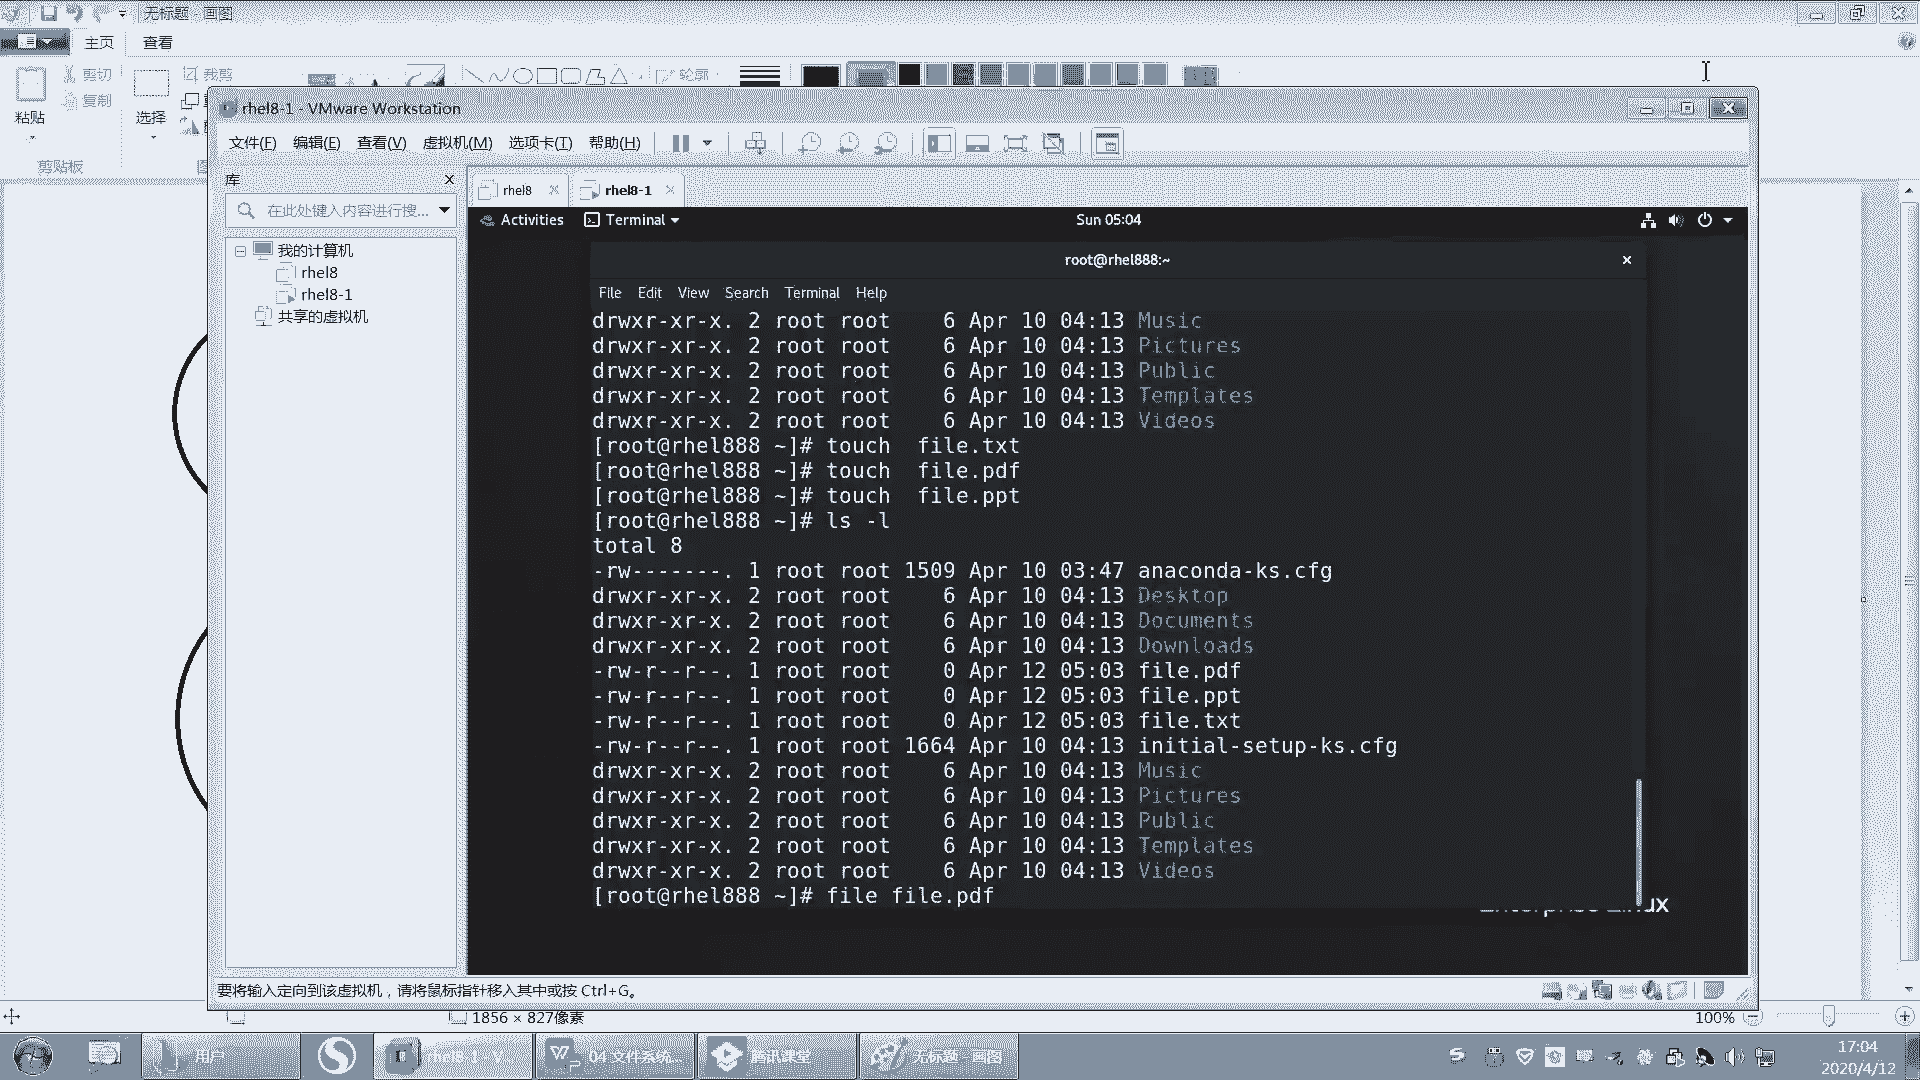 无标题 - 画图
主页 查看
剪切 裁剪 轮廓
复制
粘贴 选择
剪贴板
rhel8-1 - VMware Workstation
文件(F) 编辑(E) 查看(V) 虚拟机(M) 选项卡(T) 帮助(H)
库
在此处键入内容进行搜...
我的计算机
rhel8
rhel8-1
共享的虚拟机
rhel8 rhel8-1
Activities Terminal Sun 05:04
root@rhel888:~
File Edit View Search Terminal Help
drwxr-xr-x. 2 root root 6 Apr 10 04:13 Music
drwxr-xr-x. 2 root root 6 Apr 10 04:13 Pictures
drwxr-xr-x. 2 root root 6 Apr 10 04:13 Public
drwxr-xr-x. 2 root root 6 Apr 10 04:13 Templates
drwxr-xr-x. 2 root root 6 Apr 10 04:13 Videos
[root@rhel888 ~]# touch  file.txt
[root@rhel888 ~]# touch  file.pdf
[root@rhel888 ~]# touch  file.ppt
[root@rhel888 ~]# ls -l
total 8
-rw-------. 1 root root 1509 Apr 10 03:47 anaconda-ks.cfg
drwxr-xr-x. 2 root root 6 Apr 10 04:13 Desktop
drwxr-xr-x. 2 root root 6 Apr 10 04:13 Documents
drwxr-xr-x. 2 root root 6 Apr 10 04:13 Downloads
-rw-r--r--. 1 root root 0 Apr 12 05:03 file.pdf
-rw-r--r--. 1 root root 0 Apr 12 05:03 file.ppt
-rw-r--r--. 1 root root 0 Apr 12 05:03 file.txt
-rw-r--r--. 1 root root 1664 Apr 10 04:13 initial-setup-ks.cfg
drwxr-xr-x. 2 root root 6 Apr 10 04:13 Music
drwxr-xr-x. 2 root root 6 Apr 10 04:13 Pictures
drwxr-xr-x. 2 root root 6 Apr 10 04:13 Public
drwxr-xr-x. 2 root root 6 Apr 10 04:13 Templates
drwxr-xr-x. 2 root root 6 Apr 10 04:13 Videos
[root@rhel888 ~]# file file.pdf
要将输入定向到该虚拟机，请将鼠标指针移入其中或按 Ctrl+G。
1856 × 827像素 100%
用户 rhel8-1 - V... 04 文件系统... 腾讯课堂 无标题 - 画图
17:04
2020/4/12